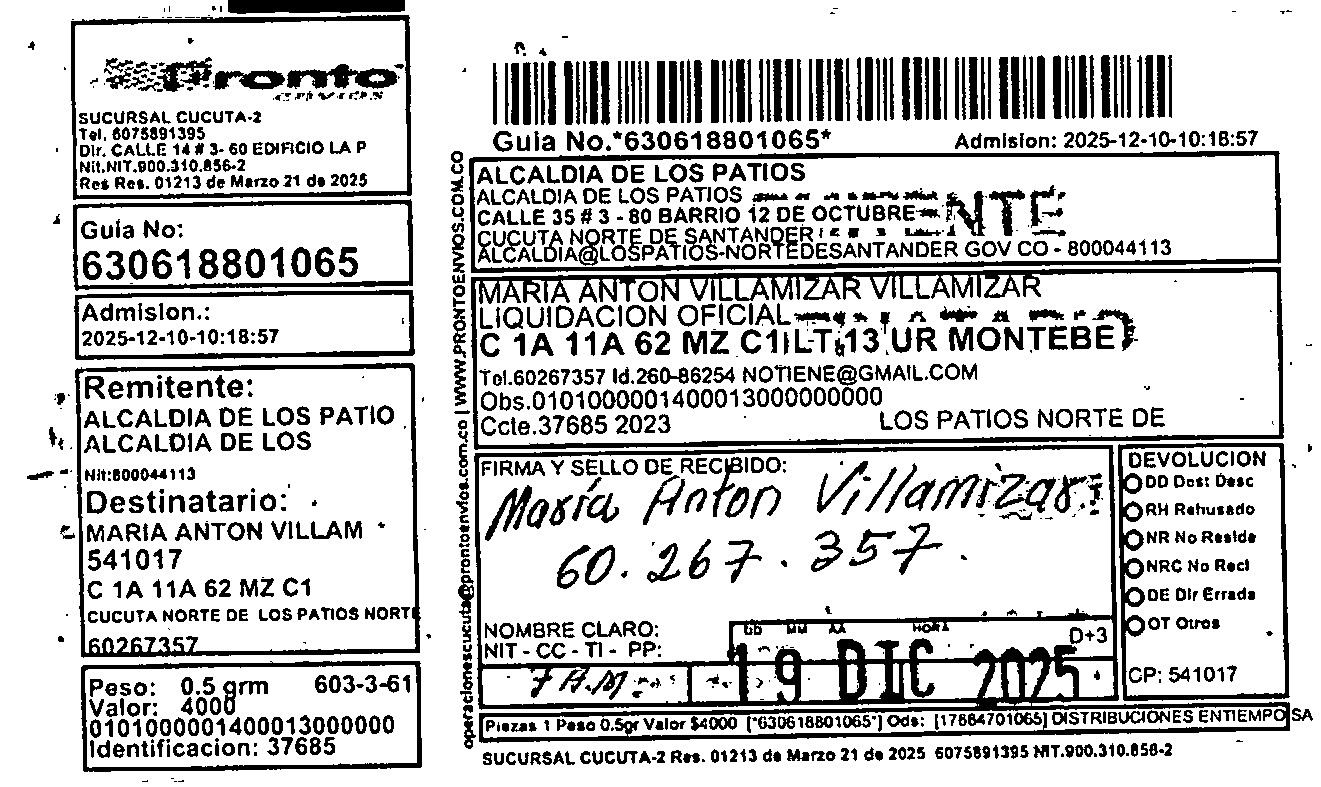 Pronto
ENVIOS
SUCURSAL CUCUTA-2
Tel. 6075891395
Dir. CALLE 14 # 3- 60 EDIFICIO LA P
Nit.NIT.900.310.856-2
Res Res. 01213 de Marzo 21 de 2025
Guia No:
630618801065
Admision.:
2025-12-10-10:18:57
Remitente:
ALCALDIA DE LOS PATIO
ALCALDIA DE LOS
Nit:800044113
Destinatario:
MARIA ANTON VILLAM
541017
C 1A 11A 62 MZ C1
CUCUTA NORTE DE LOS PATIOS NORTE
60267357
Peso: 0.5 grm 603-3-61
Valor: 4000
0101000001400013000000
Identificacion: 37685
operacionescucuta@prontoenvios.com.co | WWW.PRONTOENVIOS.COM.CO
Guia No.*630618801065* Admision: 2025-12-10-10:18:57
ALCALDIA DE LOS PATIOS
ALCALDIA DE LOS PATIOS
CALLE 35 # 3 - 80 BARRIO 12 DE OCTUBRE
CUCUTA NORTE DE SANTANDER
ALCALDIA@LOSPATIOS-NORTEDESANTANDER GOV CO - 800044113
MARIA ANTON VILLAMIZAR VILLAMIZAR
LIQUIDACION OFICIAL
C 1A 11A 62 MZ C1 LT 13 UR MONTEBE
Tel.60267357 Id.260-86254 NOTIENE@GMAIL.COM
Obs.0101000001400013000000000
Ccte.37685 2023 LOS PATIOS NORTE DE
FIRMA Y SELLO DE RECIBIDO:
María Anton Villamizar
60.267.357.
NOMBRE CLARO:
NIT - CC - TI - PP:
DD MM AA HORA D+3
7 A.M.
19 DIC 2025
DEVOLUCION
DD Dest Desc
RH Rehusado
NR No Reside
NRC No Recl
DE Dir Errada
OT Otros
CP: 541017
Piezas 1 Peso 0.5gr Valor $4000 [*630618801065*] Ods: [17664701065] DISTRIBUCIONES ENTIEMPO SA
SUCURSAL CUCUTA-2 Res. 01213 de Marzo 21 de 2025 6075891395 NIT.900.310.856-2